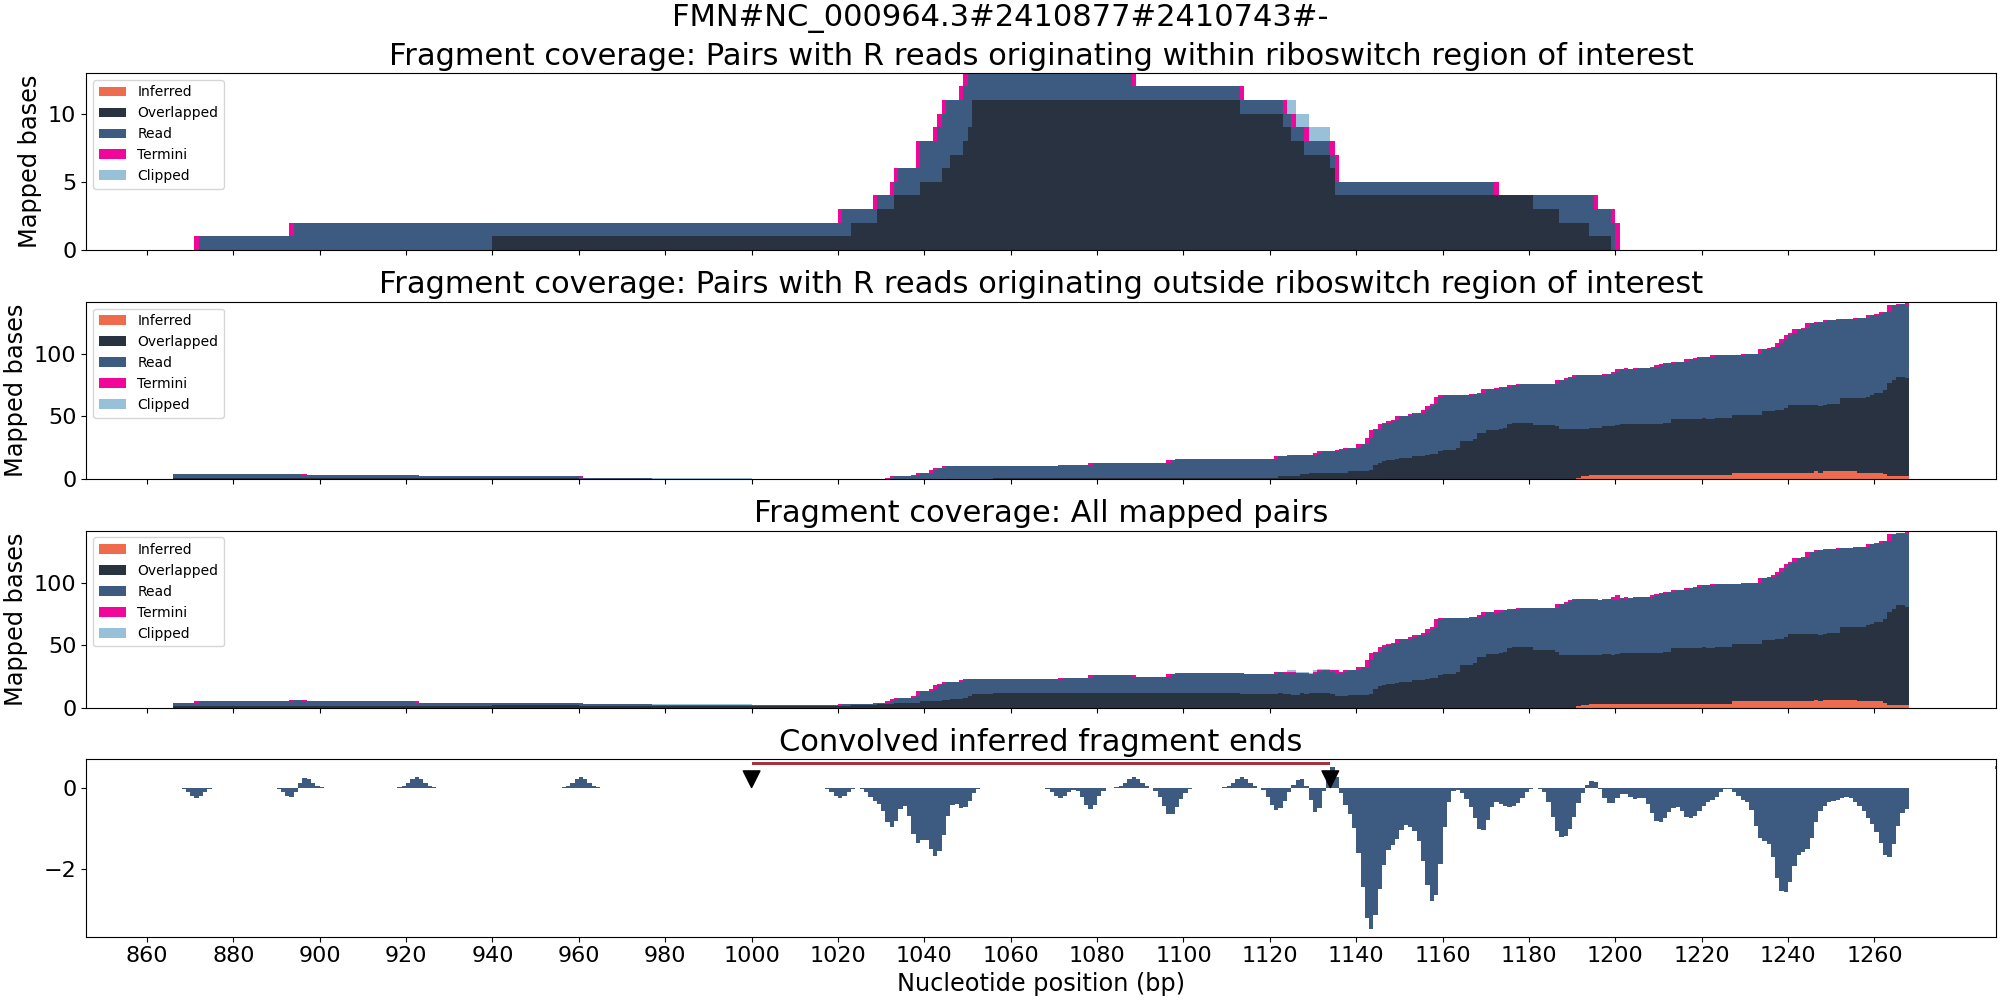 FMN#NC_000964.3#2410877#2410743#-
Fragment coverage: Pairs with R reads originating within riboswitch region of interest
Mapped bases
10
5
0
Inferred
Overlapped
Read
Termini
Clipped
Fragment coverage: Pairs with R reads originating outside riboswitch region of interest
Mapped bases
100
50
0
Inferred
Overlapped
Read
Termini
Clipped
Fragment coverage: All mapped pairs
Mapped bases
100
50
0
Inferred
Overlapped
Read
Termini
Clipped
Convolved inferred fragment ends
0
−2
860 880 900 920 940 960 980 1000 1020 1040 1060 1080 1100 1120 1140 1160 1180 1200 1220 1240 1260
Nucleotide position (bp)